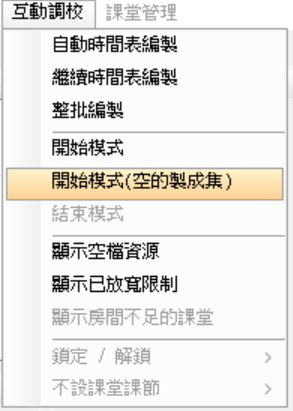 互動調校 課堂管理
自動時間表編製
繼續時間表編製
整批編製
開始模式
開始模式(空的製成集)
結束模式
顯示空檔資源
顯示已放寬限制
顯示房間不足的課堂
鎖定 / 解鎖 >
不設課堂課節 >